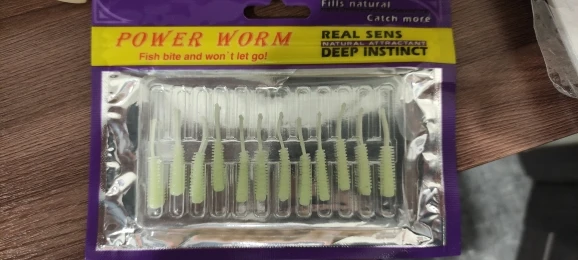 Fills natural
Catch more
POWER WORM
Fish bite and won't let go!
REAL SENS
NATURAL ATTRACTANT
DEEP INSTINCT